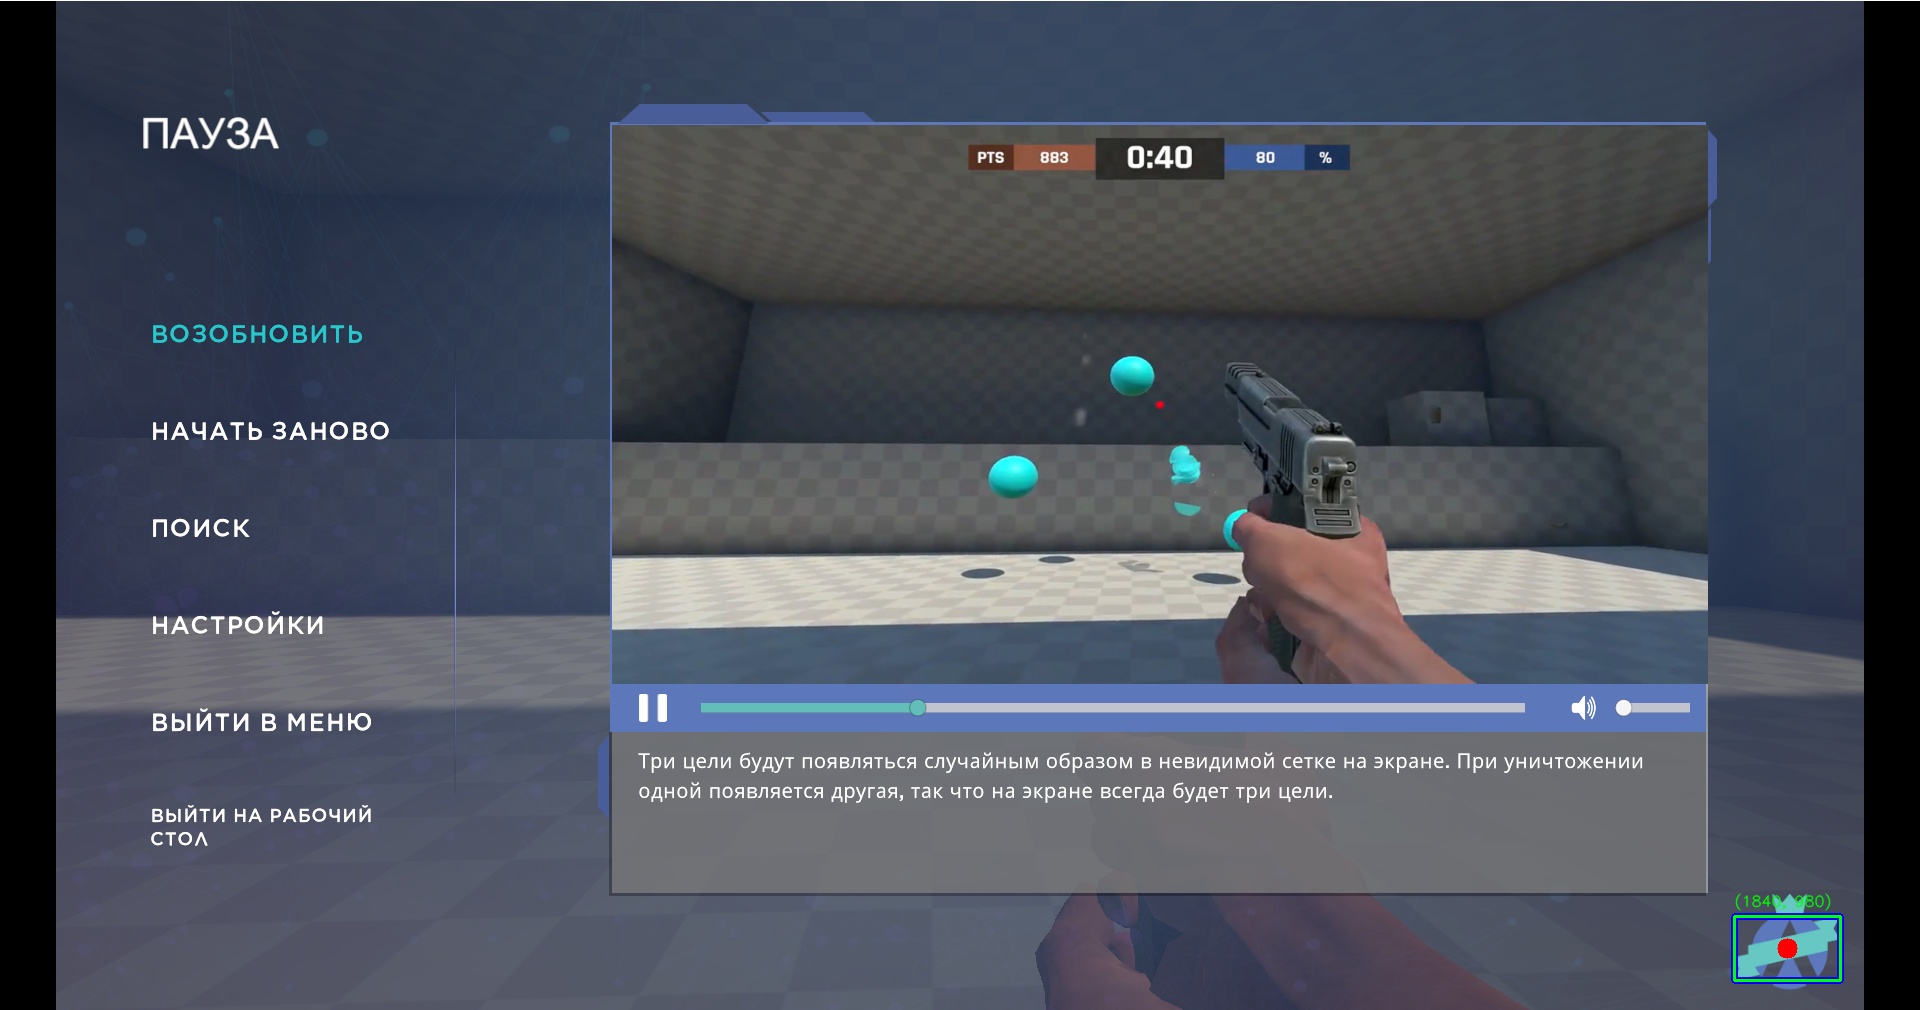 ПАУЗА
ВОЗОБНОВИТЬ
НАЧАТЬ ЗАНОВО
ПОИСК
НАСТРОЙКИ
ВЫЙТИ В МЕНЮ
ВЫЙТИ НА РАБОЧИЙ
СТОЛ
PTS 883 0:40 80 %
Три цели будут появляться случайным образом в невидимой сетке на экране. При уничтожении
одной появляется другая, так что на экране всегда будет три цели.